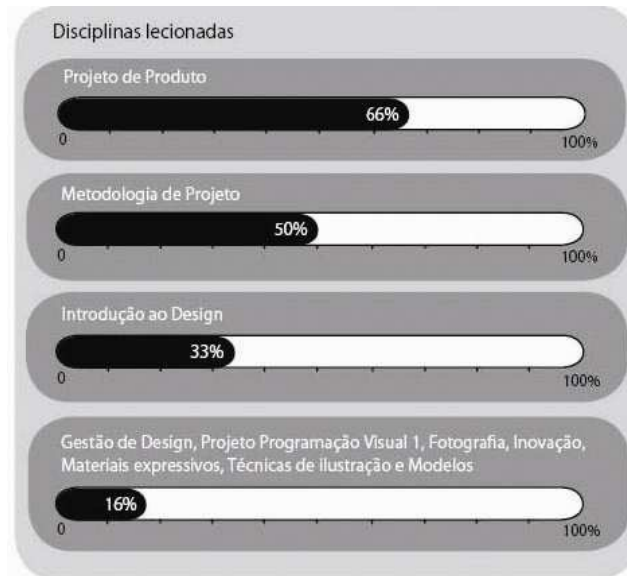 Disciplinas lecionadas
Projeto de Produto
66%
0
100%
Metodologia de Projeto
50%
0
100%
Introdução ao Design
33%
0
100%
Gestão de Design, Projeto Programação Visual 1, Fotografia, Inovação,
Materiais expressivos, Técnicas de ilustração e Modelos
16%
0
100%